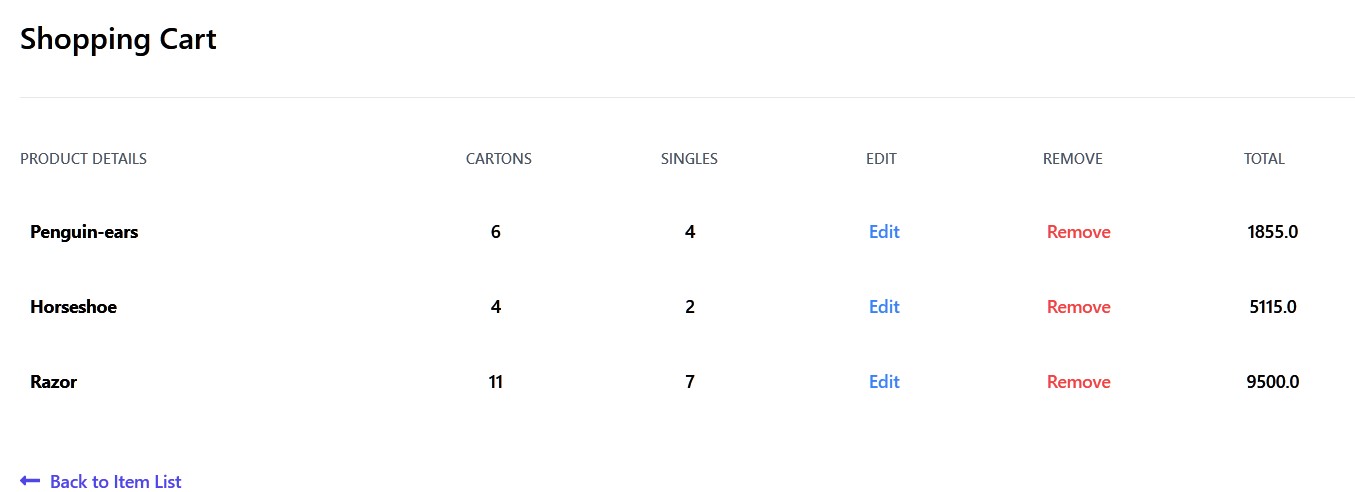 Shopping Cart
PRODUCT DETAILS CARTONS SINGLES EDIT REMOVE TOTAL
Penguin-ears 6 4 Edit Remove 1855.0
Horseshoe 4 2 Edit Remove 5115.0
Razor 11 7 Edit Remove 9500.0
Back to Item List